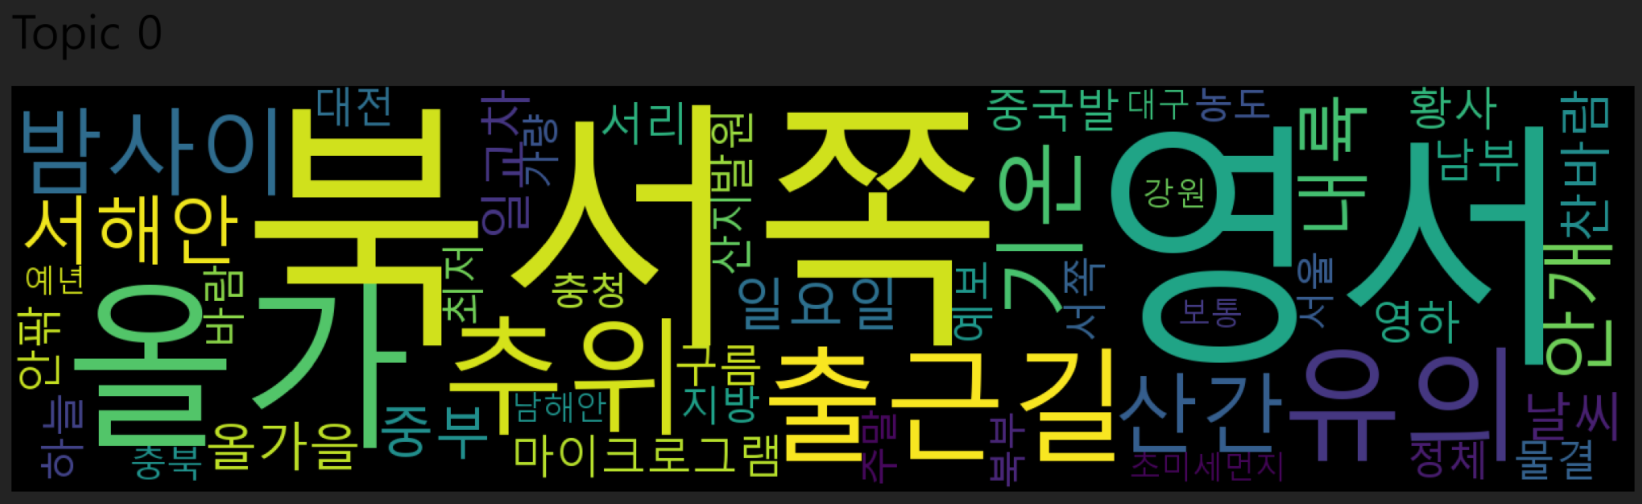 Topic 0
밤사이
대전
북서쪽
일교차
가량
서리
산지발원
중국발
대구
농도
기온
영서
강원
내륙
황사
남부
찬바람
서해안
예년
올가
바람
최저
충청
일요일
예보
서쪽
보통
서울
영하
안개
안팎
추위
구름
출근길
산간
유의
날씨
하늘
충북
올가을
중부
남해안
지방
마이크로그램
주말
북부
초미세먼지
정체
물결